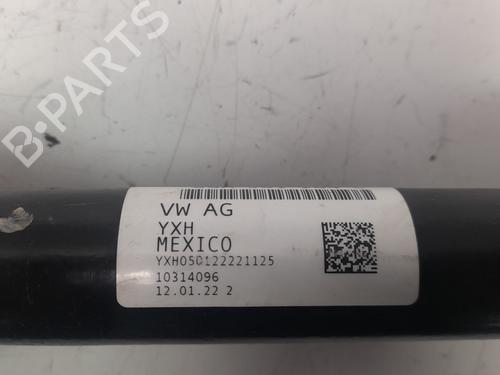 B-PARTS
VW AG
YXH
MEXICO
YXH050122221125
10314096
12.01.22 2